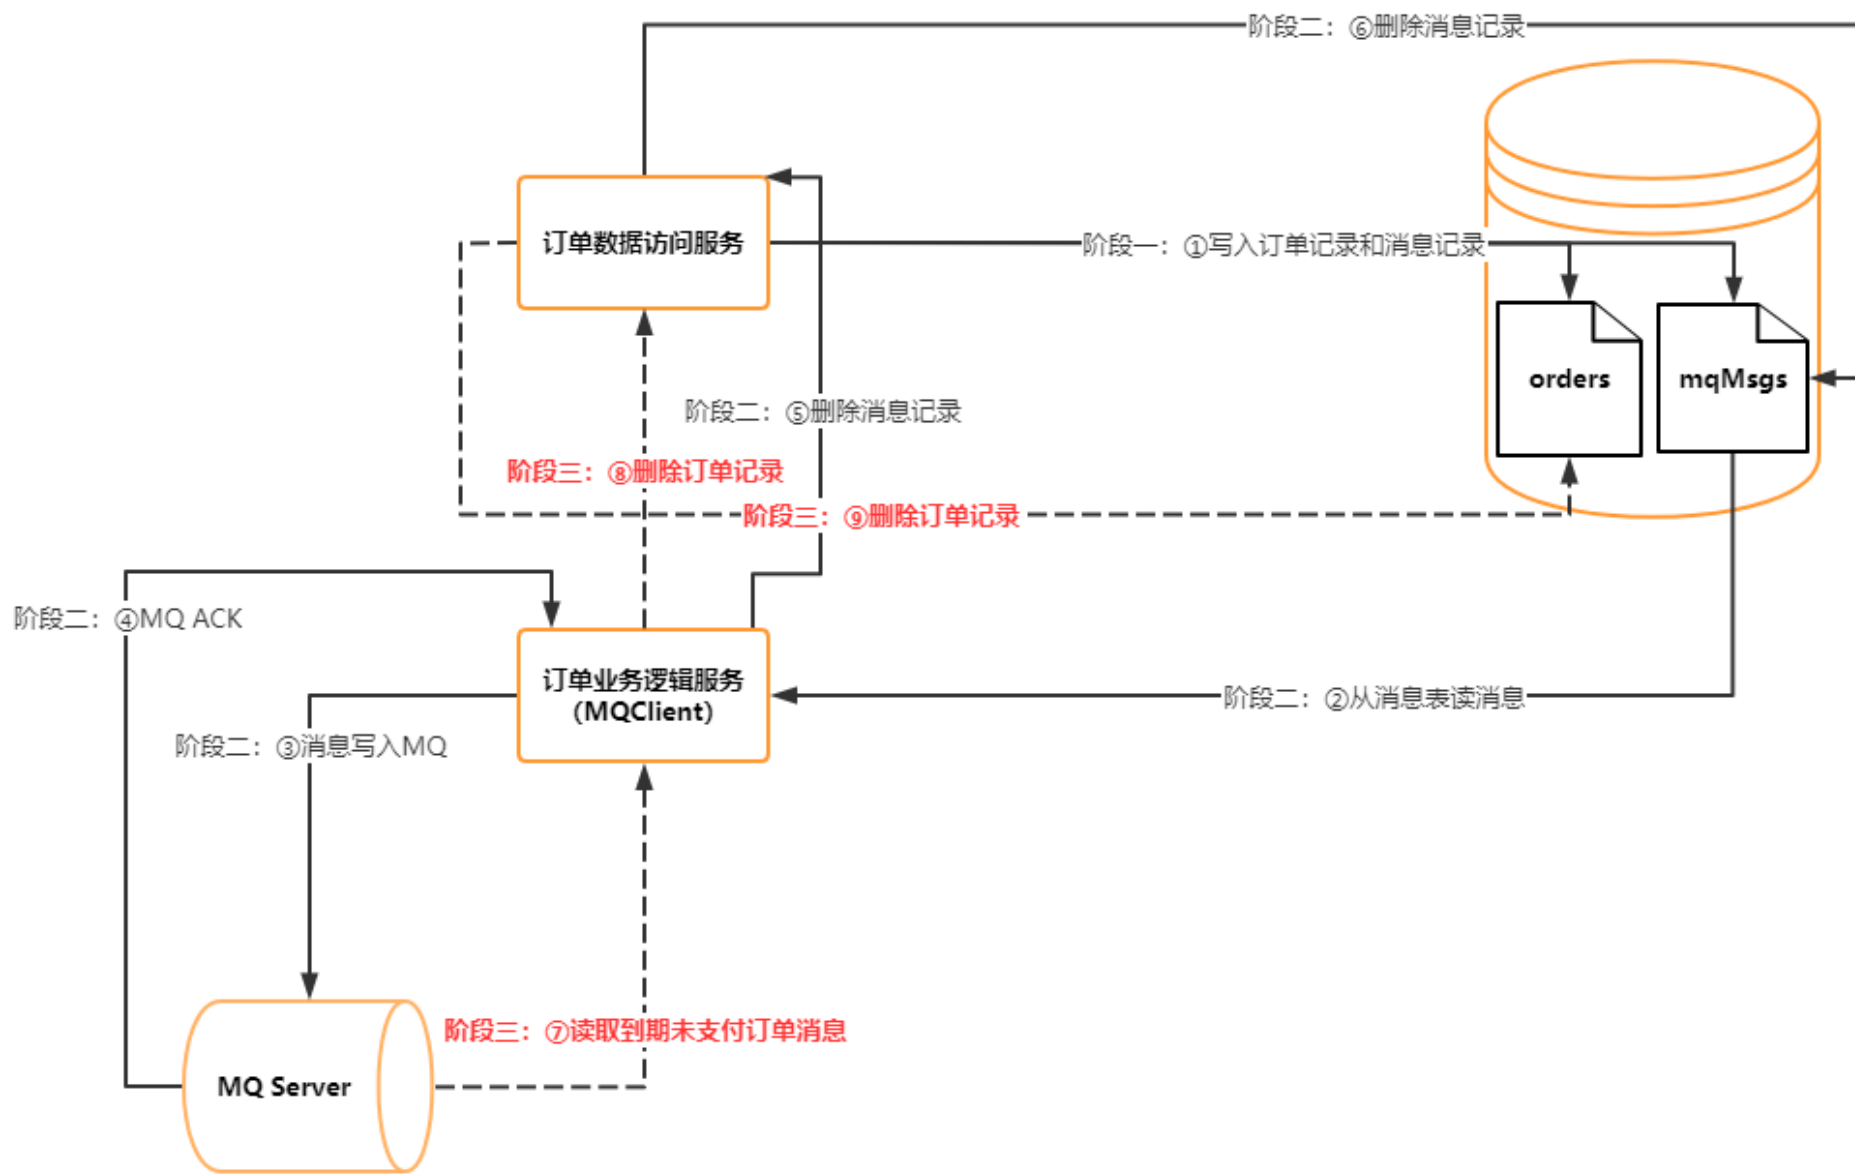 阶段二：⑥删除消息记录
订单数据访问服务
阶段一：①写入订单记录和消息记录
orders
mqMsgs
阶段二：⑤删除消息记录
阶段三：⑧删除订单记录
阶段三：⑨删除订单记录
阶段二：④MQ ACK
订单业务逻辑服务
（MQClient）
阶段二：②从消息表读消息
阶段二：③消息写入MQ
阶段三：⑦读取到期未支付订单消息
MQ Server